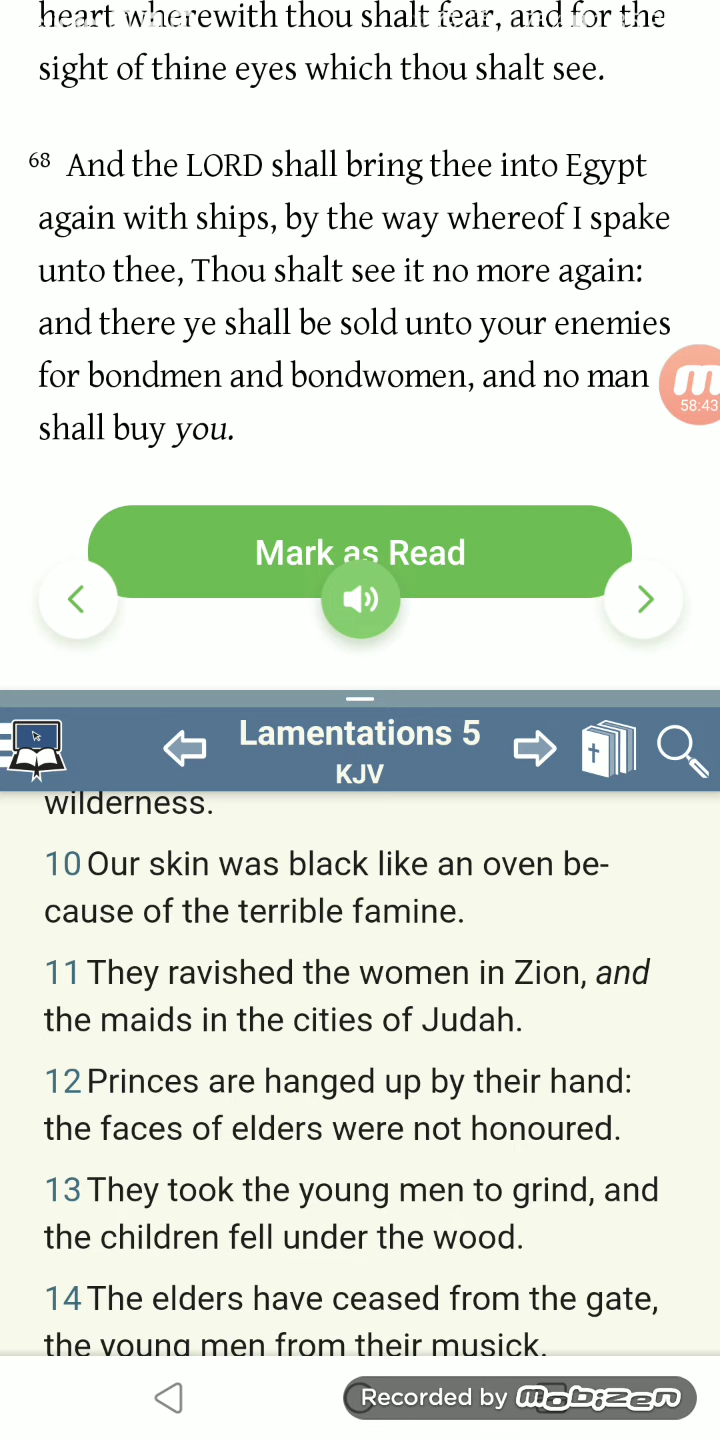 heart wherewith thou shalt fear, and for the
sight of thine eyes which thou shalt see.
68 And the LORD shall bring thee into Egypt
again with ships, by the way whereof I spake
unto thee, Thou shalt see it no more again:
and there ye shall be sold unto your enemies
for bondmen and bondwomen, and no man
shall buy you.
58:43
Mark as Read
Lamentations 5
KJV
wilderness.
10 Our skin was black like an oven be-
cause of the terrible famine.
11 They ravished the women in Zion, and
the maids in the cities of Judah.
12 Princes are hanged up by their hand:
the faces of elders were not honoured.
13 They took the young men to grind, and
the children fell under the wood.
14 The elders have ceased from the gate,
the young men from their musick.
Recorded by mobizen